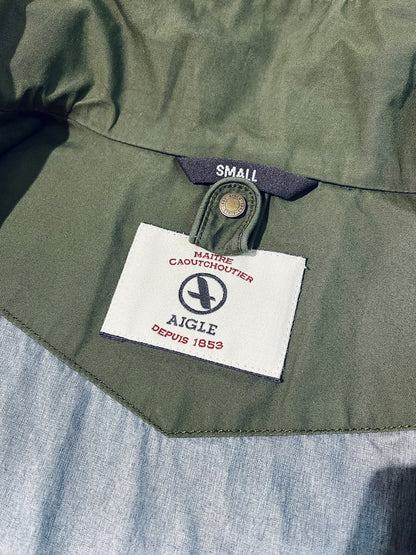 SMALL
MAITRE
CAOUTCHOUTIER
AIGLE
DEPUIS 1853